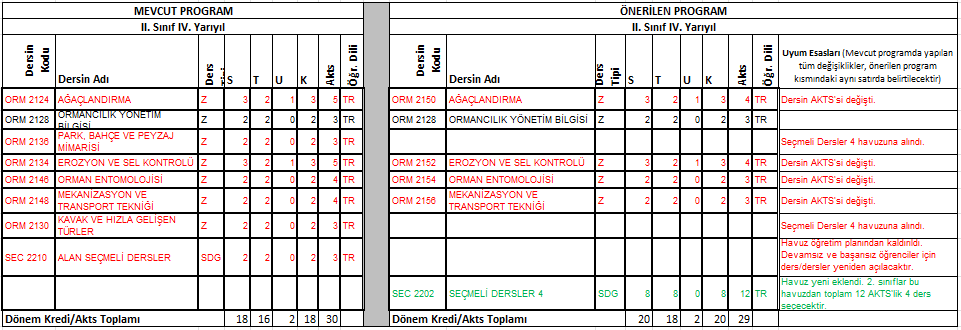 MEVCUT PROGRAM
II. Sınıf IV. Yarıyıl
Dersin Kodu Dersin Adı Ders S T U K Akts Öğr. Dili
ORM 2124 AĞAÇLANDIRMA Z 3 2 1 3 5 TR
ORM 2128 ORMANCILIK YÖNETİM BİLGİSİ Z 2 2 0 2 3 TR
ORM 2136 PARK, BAHÇE VE PEYZAJ MİMARİSİ Z 2 2 0 2 3 TR
ORM 2134 EROZYON VE SEL KONTROLÜ Z 3 2 1 3 5 TR
ORM 2146 ORMAN ENTOMOLOJİSİ Z 2 2 0 2 4 TR
ORM 2148 MEKANİZASYON VE TRANSPORT TEKNİĞİ Z 2 2 0 2 4 TR
ORM 2130 KAVAK VE HIZLA GELİŞEN TÜRLER Z 2 2 0 2 3 TR
SEC 2210 ALAN SEÇMELİ DERSLER SDG 2 2 0 2 3 TR
Dönem Kredi/Akts Toplamı 18 16 2 18 30
ÖNERİLEN PROGRAM
II. Sınıf IV. Yarıyıl
Dersin Kodu Dersin Adı Ders Tipi S T U K Akts Öğr. Dili Uyum Esasları (Mevcut programda yapılan
tüm değişiklikler, önerilen program
kısmındaki aynı satırda belirtilecektir)
ORM 2150 AĞAÇLANDIRMA Z 3 2 1 3 4 TR Dersin AKTS'si değişti.
ORM 2128 ORMANCILIK YÖNETİM BİLGİSİ Z 2 2 0 2 3 TR
Seçmeli Dersler 4 havuzuna alındı.
ORM 2152 EROZYON VE SEL KONTROLÜ Z 3 2 1 3 4 TR Dersin AKTS'si değişti.
ORM 2154 ORMAN ENTOMOLOJİSİ Z 2 2 0 2 3 TR Dersin AKTS'si değişti.
ORM 2156 MEKANİZASYON VE TRANSPORT TEKNİĞİ Z 2 2 0 2 3 TR Dersin AKTS'si değişti.
Seçmeli Dersler 4 havuzuna alındı.
Havuz öğretim planından kaldırıldı.
Devamsız ve başarısız öğrenciler için
ders/dersler yeniden açılacaktır.
SEC 2202 SEÇMELİ DERSLER 4 SDG 8 8 0 8 12 TR Havuz yeni eklendi. 2. sınıflar bu
havuzdan toplam 12 AKTS'lik 4 ders
seçecektir.
Dönem Kredi/Akts Toplamı 20 18 2 20 29